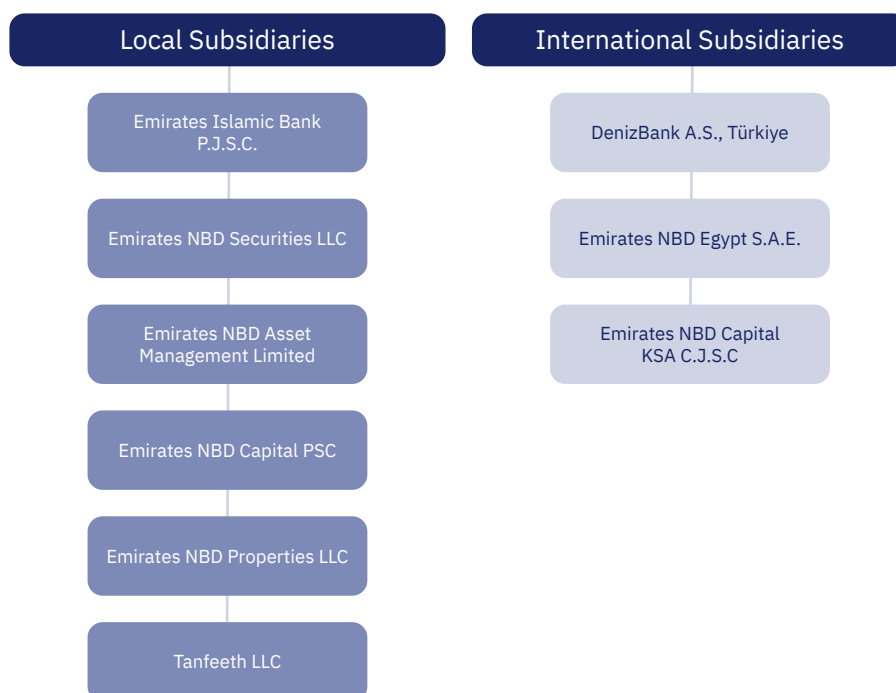 Local Subsidiaries
Emirates Islamic Bank
P.J.S.C.
Emirates NBD Securities LLC
Emirates NBD Asset
Management Limited
Emirates NBD Capital PSC
Emirates NBD Properties LLC
Tanfeeth LLC
International Subsidiaries
DenizBank A.S., Türkiye
Emirates NBD Egypt S.A.E.
Emirates NBD Capital
KSA C.J.S.C